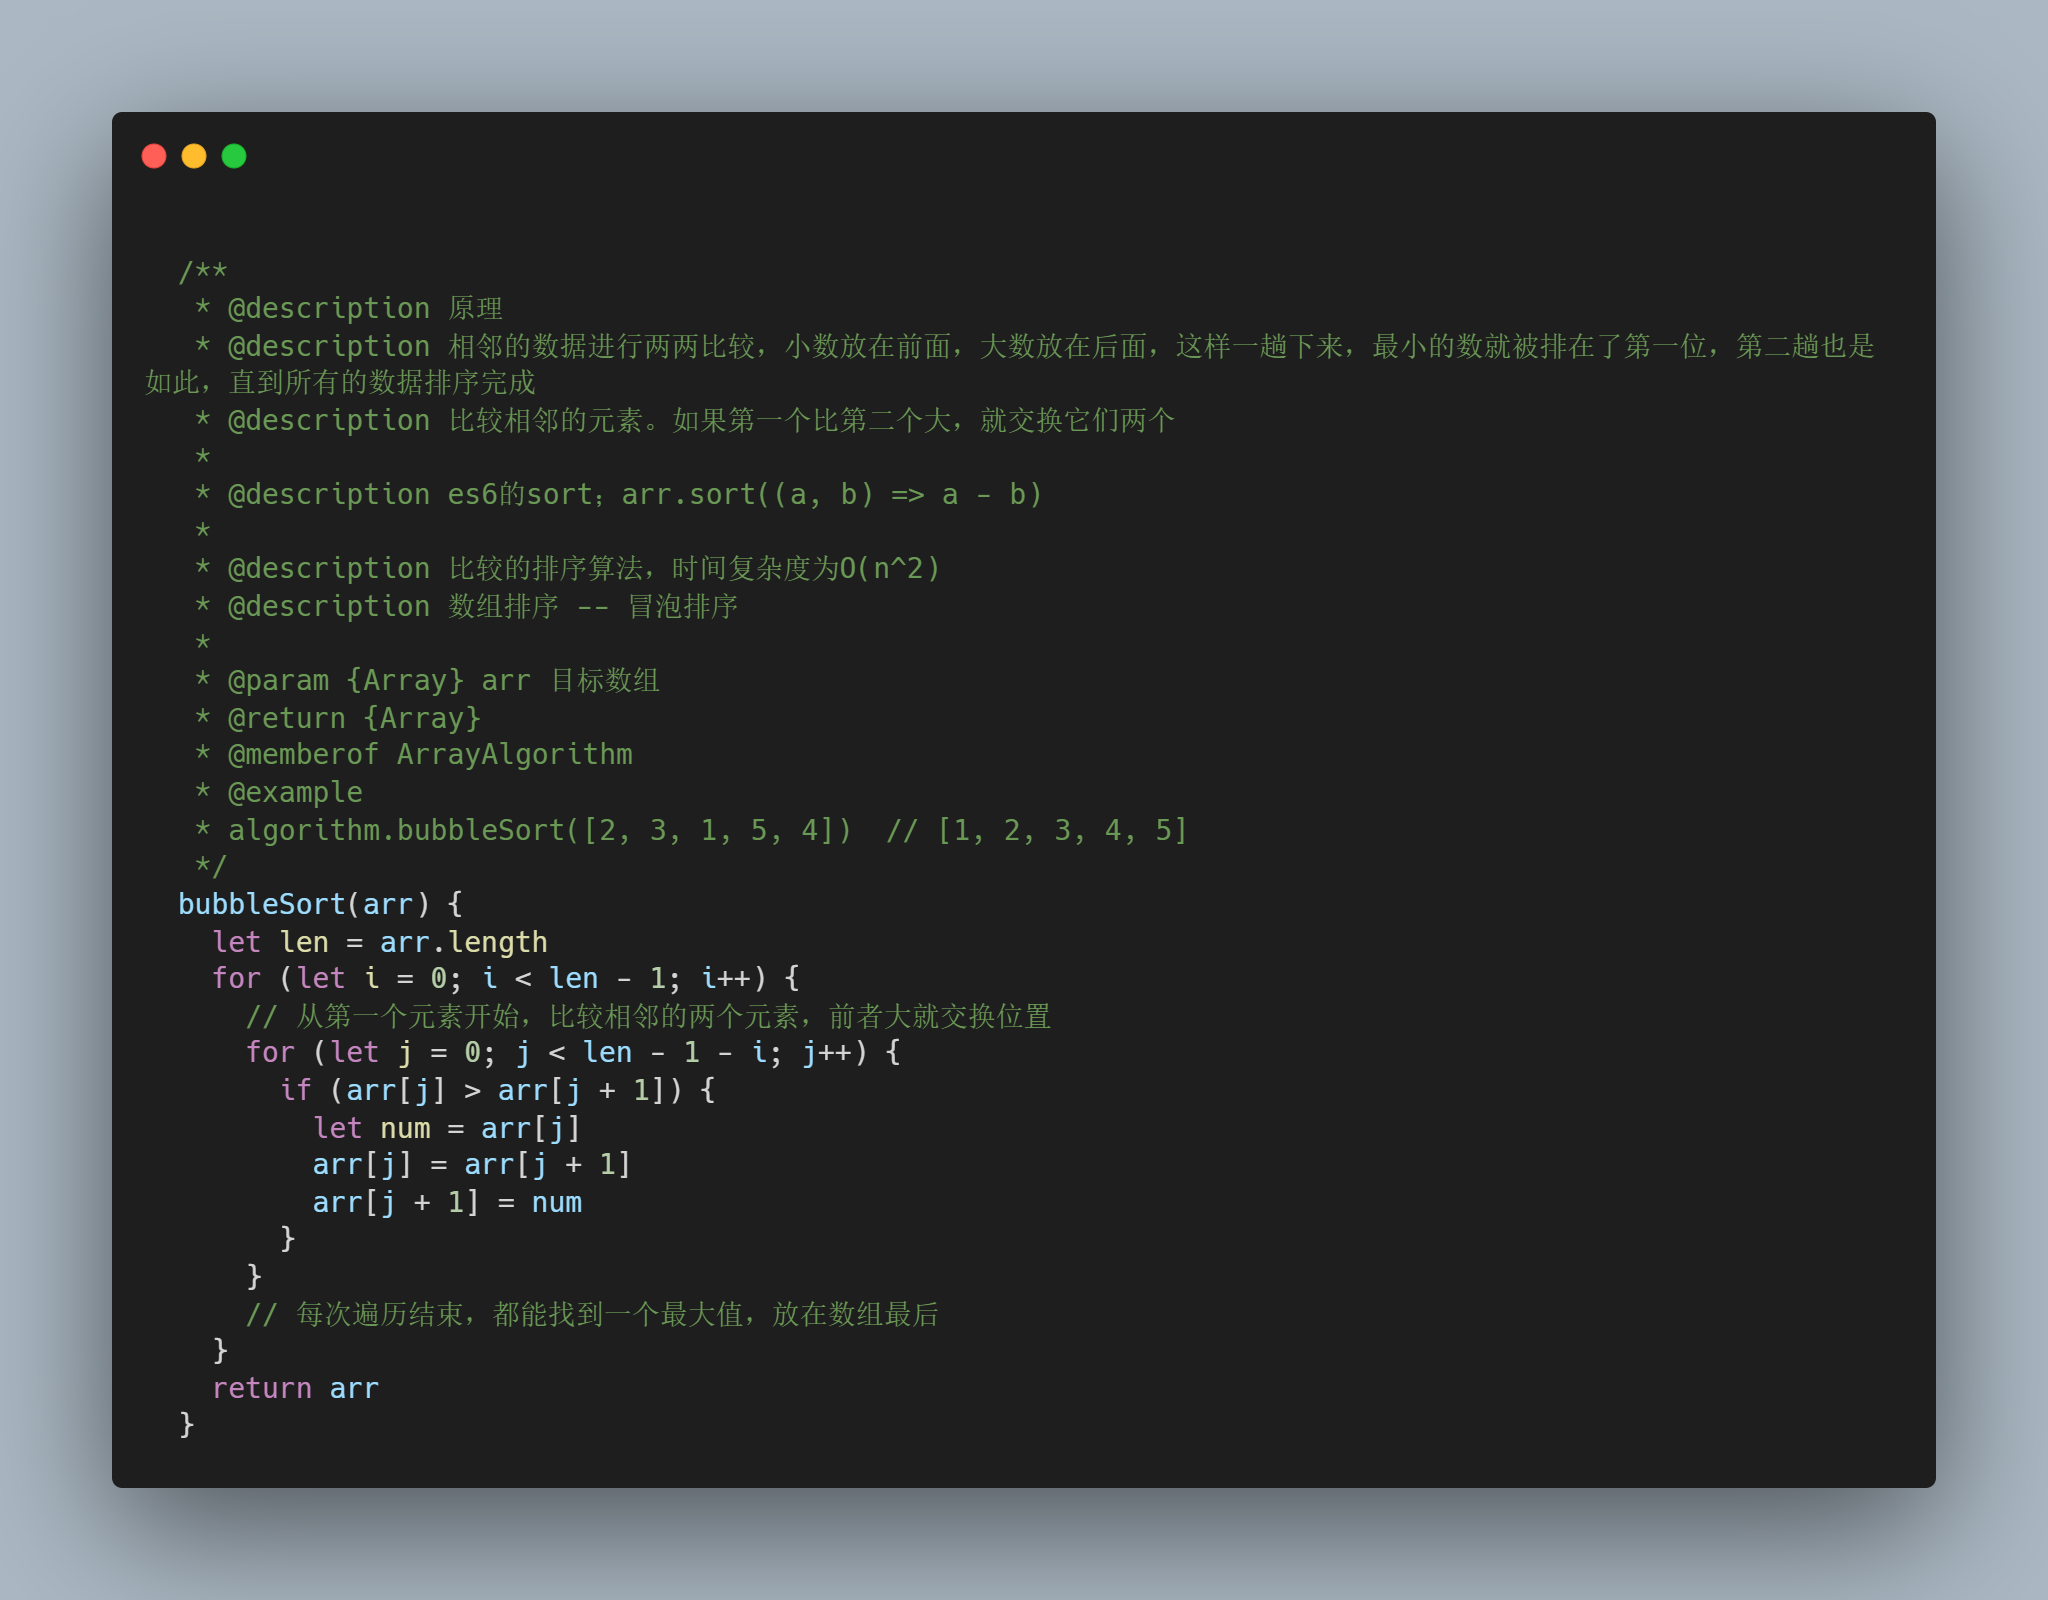 /**
 * @description 原理
 * @description 相邻的数据进行两两比较，小数放在前面，大数放在后面，这样一趟下来，最小的数就被排在了第一位，第二趟也是
如此，直到所有的数据排序完成
 * @description 比较相邻的元素。如果第一个比第二个大，就交换它们两个
 *
 * @description es6的sort；arr.sort((a, b) => a - b)
 *
 * @description 比较的排序算法，时间复杂度为O(n^2)
 * @description 数组排序 -- 冒泡排序
 *
 * @param {Array} arr 目标数组
 * @return {Array}
 * @memberof ArrayAlgorithm
 * @example
 * algorithm.bubbleSort([2, 3, 1, 5, 4])  // [1, 2, 3, 4, 5]
 */
bubbleSort(arr) {
  let len = arr.length
  for (let i = 0; i < len - 1; i++) {
    // 从第一个元素开始，比较相邻的两个元素，前者大就交换位置
    for (let j = 0; j < len - 1 - i; j++) {
      if (arr[j] > arr[j + 1]) {
        let num = arr[j]
        arr[j] = arr[j + 1]
        arr[j + 1] = num
      }
    }
    // 每次遍历结束，都能找到一个最大值，放在数组最后
  }
  return arr
}